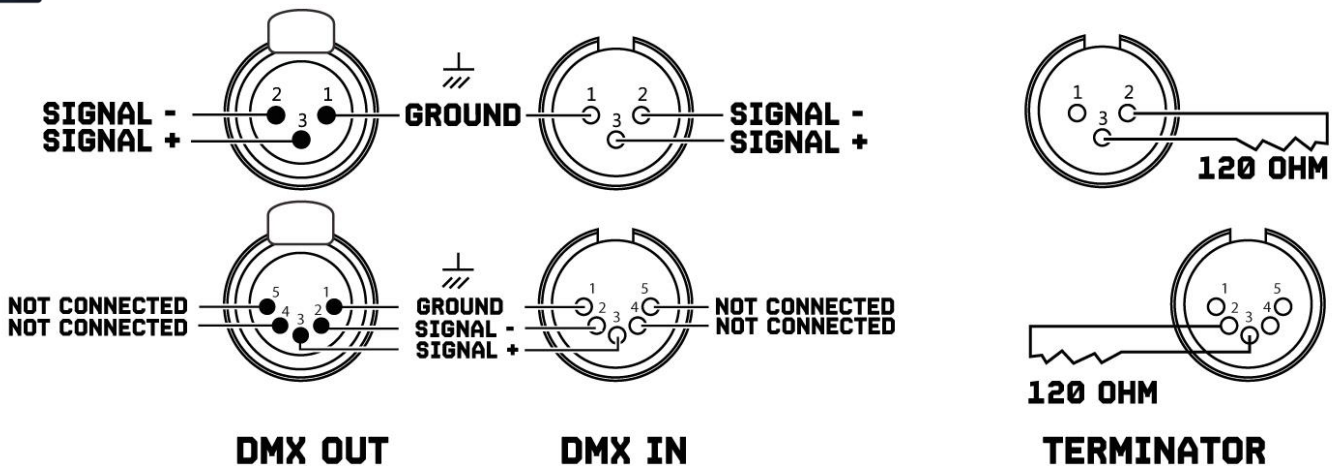 2 1
3
SIGNAL -
SIGNAL +
GROUND
1 2
3
SIGNAL -
SIGNAL +
1 2
3
120 OHM
5 1
4 3 2
NOT CONNECTED
NOT CONNECTED
GROUND
SIGNAL -
SIGNAL +
1 5
2 3 4
NOT CONNECTED
NOT CONNECTED
1 5
2 3 4
120 OHM
DMX OUT
DMX IN
TERMINATOR